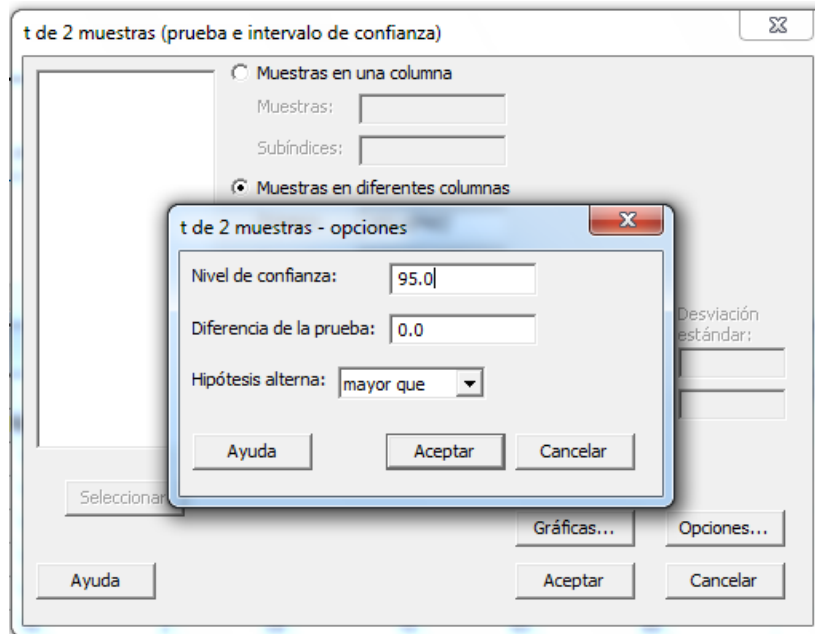 t de 2 muestras (prueba e intervalo de confianza)
Muestras en una columna
Muestras:
Subíndices:
Muestras en diferentes columnas
t de 2 muestras - opciones
Nivel de confianza: 95.0
Diferencia de la prueba: 0.0
Hipótesis alterna: mayor que
Ayuda Aceptar Cancelar
Desviación
estándar:
Seleccionar
Gráficas... Opciones...
Ayuda Aceptar Cancelar